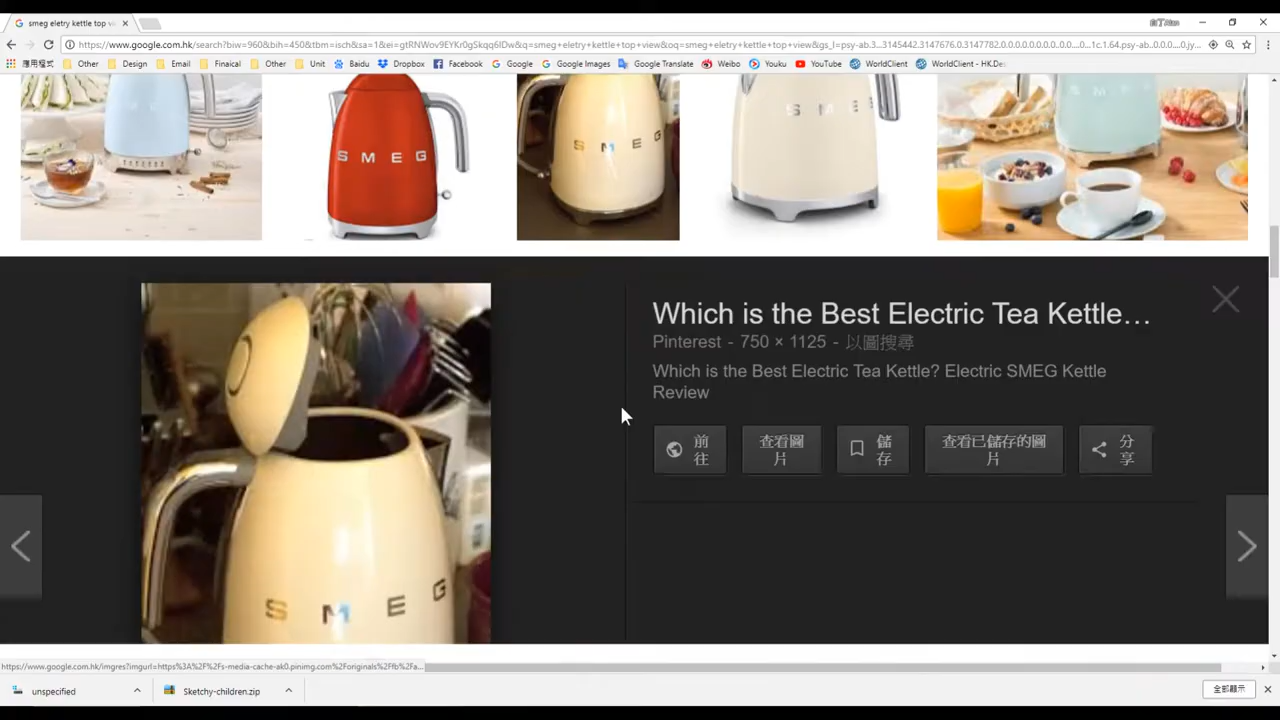 smeg eletry kettle top v
https://www.google.com.hk/search?biw=960&bih=450&tbm=isch&sa=1&ei=gtRNWov9EYKr0gSkqq6IDw&q=smeg+eletry+kettle+top+view&oq=smeg+eletry+kettle+top+view&gs_l=psy-ab.3...3145442.3147676.0.3147782.0.0.0.0.0.0.0.0..0.0....0...1c.1.64.psy-ab..0.0.0....0.jy...
應用程式 Other Design Email Finaical Other Unit Baidu Dropbox Facebook Google Google Images Google Translate Weibo Youku YouTube WorldClient WorldClient - HK.De
SMEG
SMEG
SME
Which is the Best Electric Tea Kettle…
Pinterest - 750 × 1125 - 以圖搜尋
Which is the Best Electric Tea Kettle? Electric SMEG Kettle
Review
前往 查看圖片 儲存 查看已儲存的圖片 分享
SMEG
https://www.google.com.hk/imgres?imgurl=https%3A%2F%2Fs-media-cache-ak0.pinimg.com%2Foriginals%2Ffb%2Fa...
unspecified Sketchy-children.zip 全部顯示